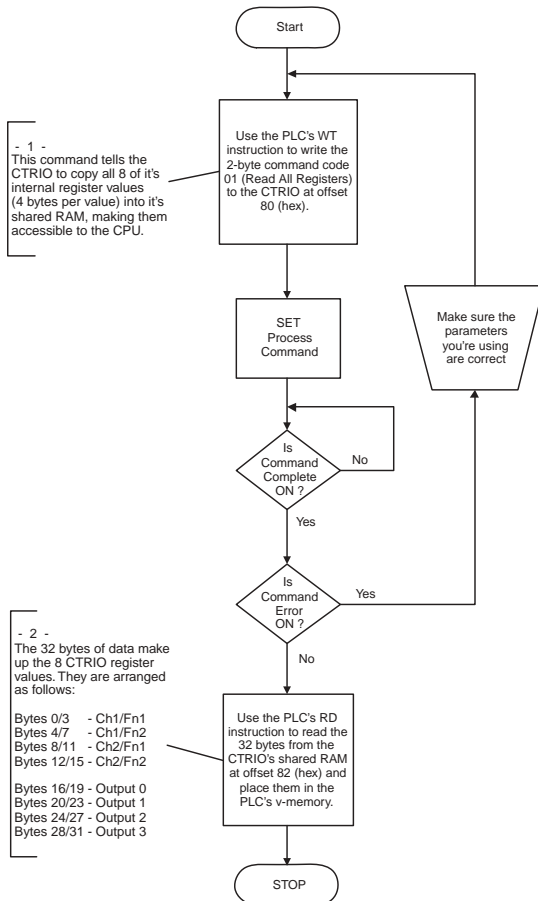 Start
Use the PLC's WT
instruction to write the
2-byte command code
01 (Read All Registers)
to the CTRIO at offset
80 (hex).
- 1 -
This command tells the
CTRIO to copy all 8 of it's
internal register values
(4 bytes per value) into it's
shared RAM, making them
accessible to the CPU.
SET
Process
Command
Make sure the
parameters
you're using
are correct
Is
Command
Complete
ON ?
No
Yes
Is
Command
Error
ON ?
Yes
No
- 2 -
The 32 bytes of data make
up the 8 CTRIO register
values. They are arranged
as follows:
Bytes 0/3 - Ch1/Fn1
Bytes 4/7 - Ch1/Fn2
Bytes 8/11 - Ch2/Fn1
Bytes 12/15 - Ch2/Fn2
Bytes 16/19 - Output 0
Bytes 20/23 - Output 1
Bytes 24/27 - Output 2
Bytes 28/31 - Output 3
Use the PLC's RD
instruction to read the
32 bytes from the
CTRIO's shared RAM
at offset 82 (hex) and
place them in the
PLC's v-memory.
STOP